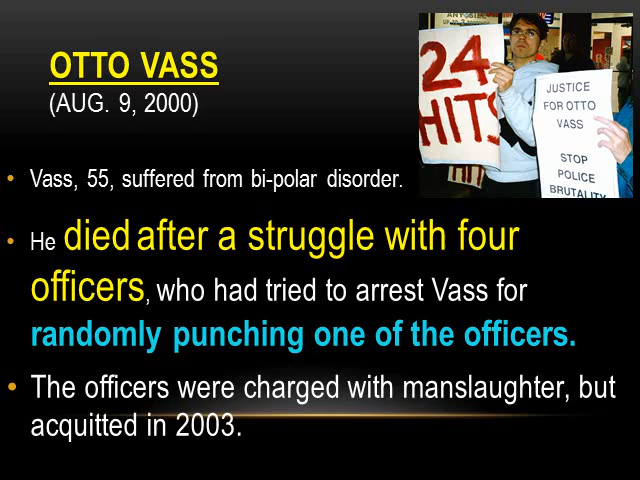 OTTO VASS
(AUG. 9, 2000)
24
HITS
JUSTICE
FOR OTTO
VASS
STOP
POLICE
BRUTALITY
• Vass, 55, suffered from bi-polar disorder.
• He died after a struggle with four
officers, who had tried to arrest Vass for
randomly punching one of the officers.
• The officers were charged with manslaughter, but
acquitted in 2003.